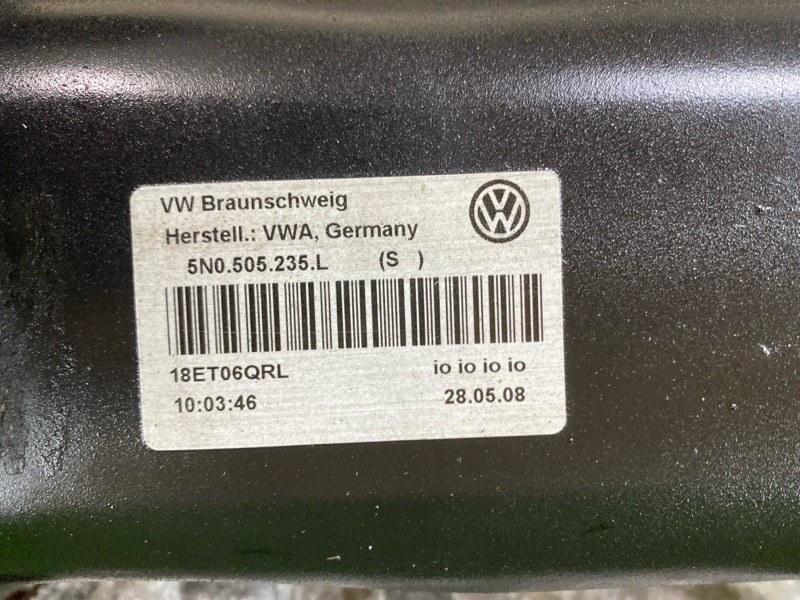 VW Braunschweig
Herstell.: VWA, Germany
5N0.505.235.L (S )
18ET06QRL io io io io
10:03:46 28.05.08